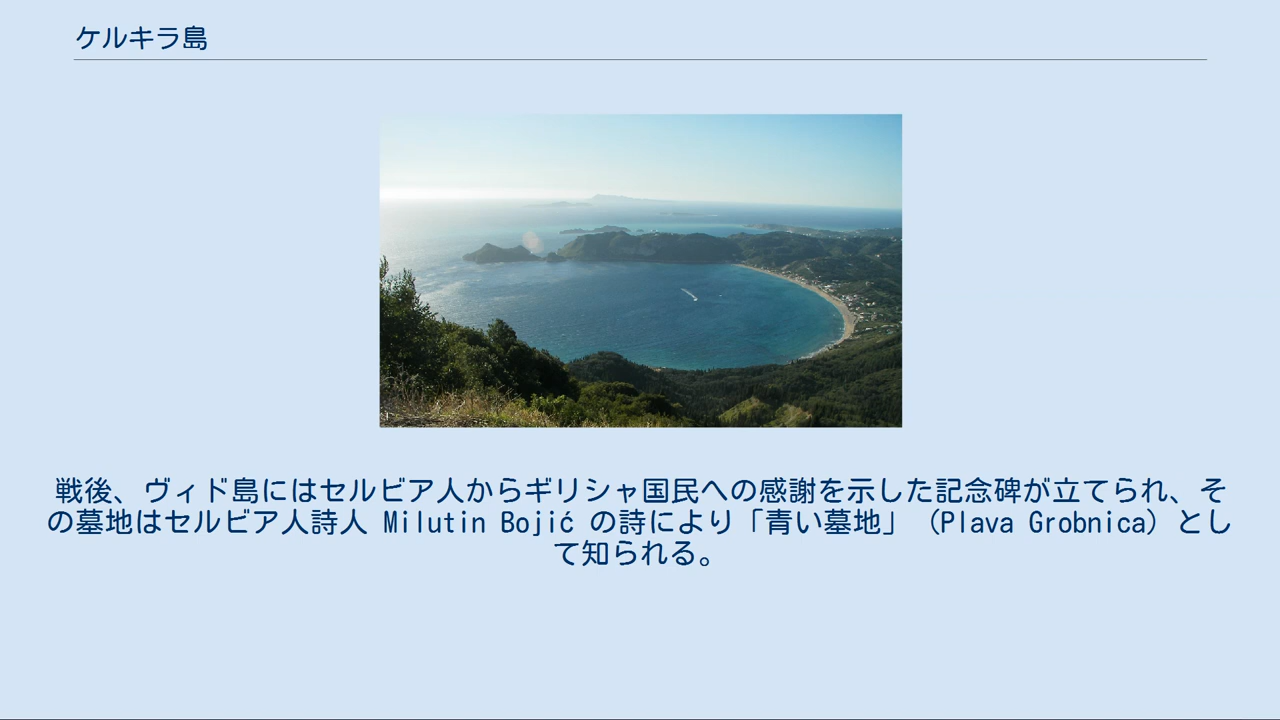 ケルキラ島
戦後、ヴィド島にはセルビア人からギリシャ国民への感謝を示した記念碑が立てられ、そ
の墓地はセルビア人詩人 Milutin Bojić の詩により「青い墓地」（Plava Grobnica）とし
て知られる。